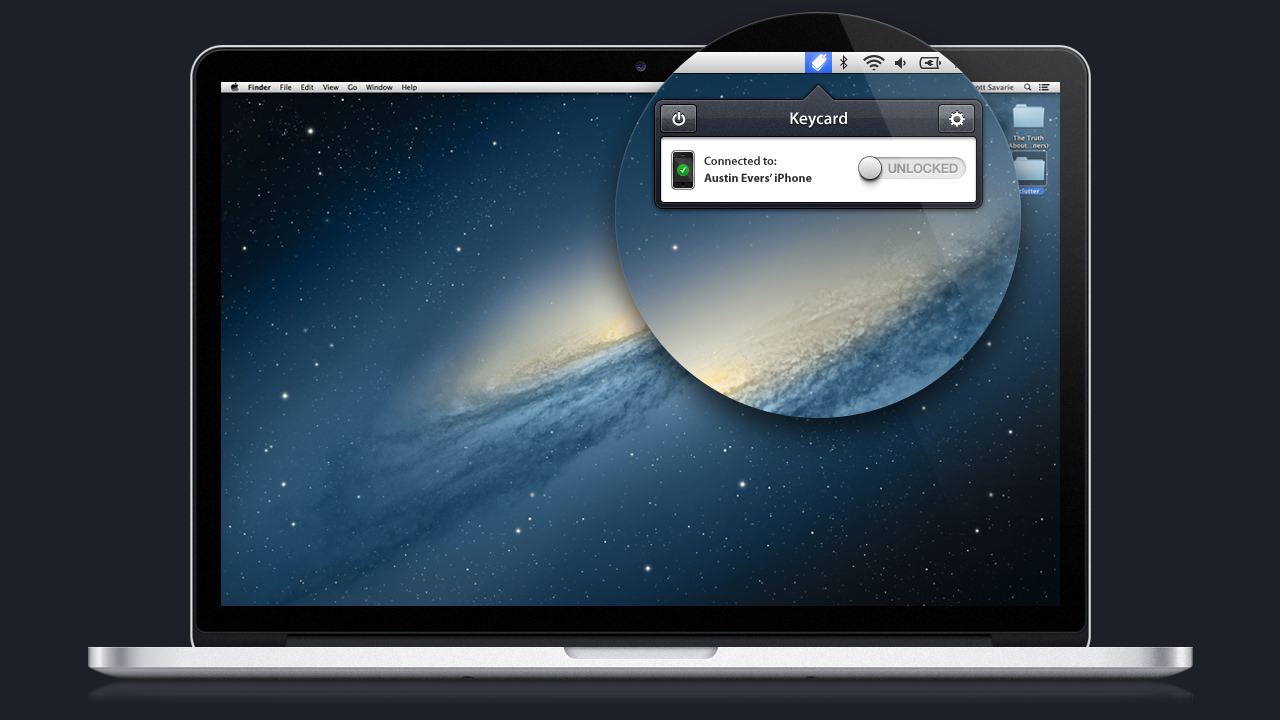 Finder File Edit View Go Window Help
ott Savarie
Keycard
Connected to:
Austin Evers’ iPhone
UNLOCKED
The Truth
About...ners)
clutter